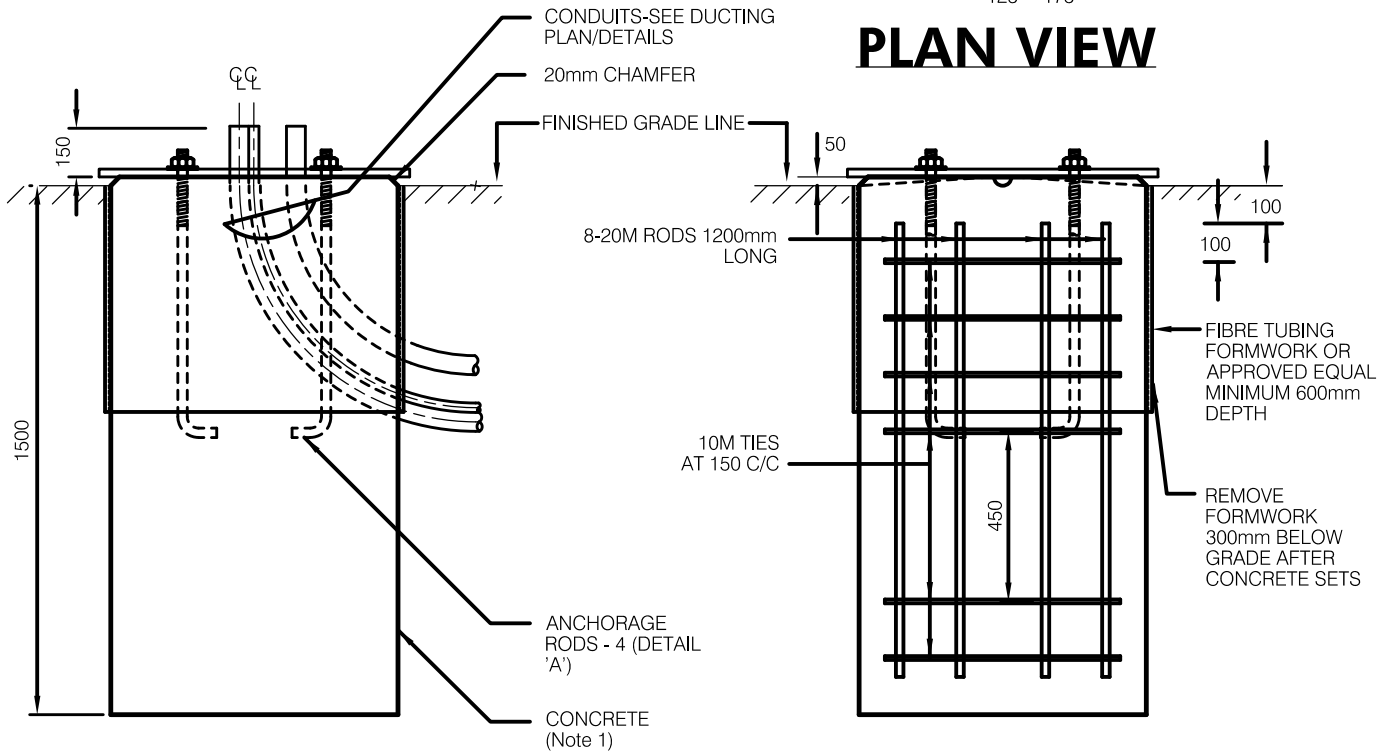 PLAN VIEW
CONDUITS-SEE DUCTING
PLAN/DETAILS
20mm CHAMFER
FINISHED GRADE LINE
℄℄
150
1500
50
100
100
8-20M RODS 1200mm
LONG
FIBRE TUBING
FORMWORK OR
APPROVED EQUAL
MINIMUM 600mm
DEPTH
10M TIES
AT 150 C/C
450
REMOVE
FORMWORK
300mm BELOW
GRADE AFTER
CONCRETE SETS
ANCHORAGE
RODS - 4 (DETAIL
'A')
CONCRETE
(Note 1)